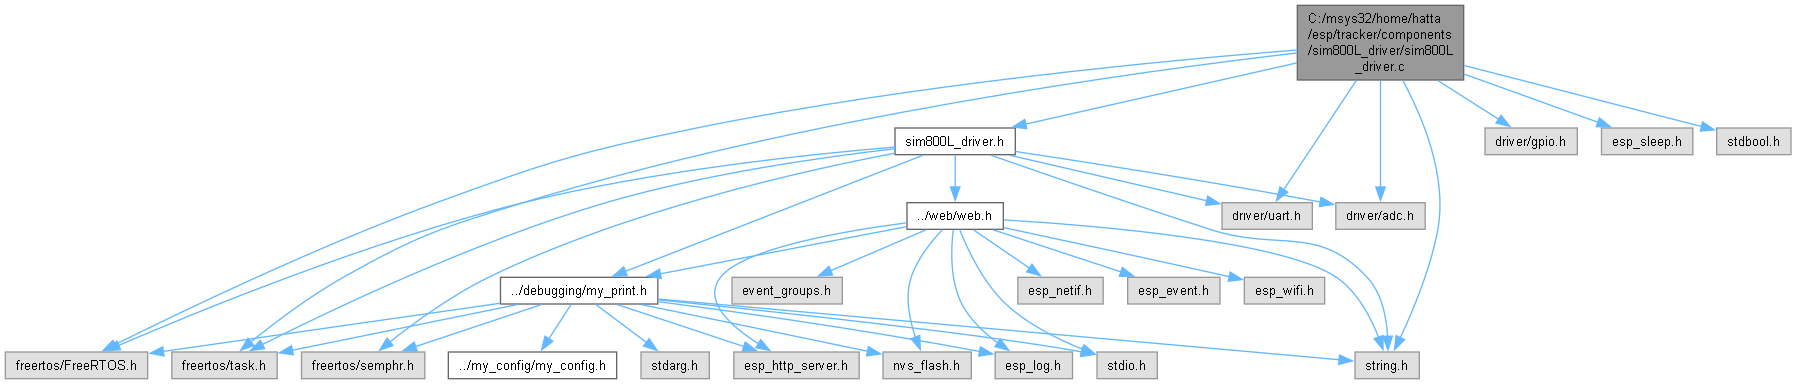 C:/msys32/home/hatta
/esp/tracker/components
/sim800L_driver/sim800L
_driver.c
sim800L_driver.h
driver/gpio.h
esp_sleep.h
stdbool.h
../web/web.h
driver/uart.h
driver/adc.h
../debugging/my_print.h
event_groups.h
esp_netif.h
esp_event.h
esp_wifi.h
freertos/FreeRTOS.h
freertos/task.h
freertos/semphr.h
../my_config/my_config.h
stdarg.h
esp_http_server.h
nvs_flash.h
esp_log.h
stdio.h
string.h